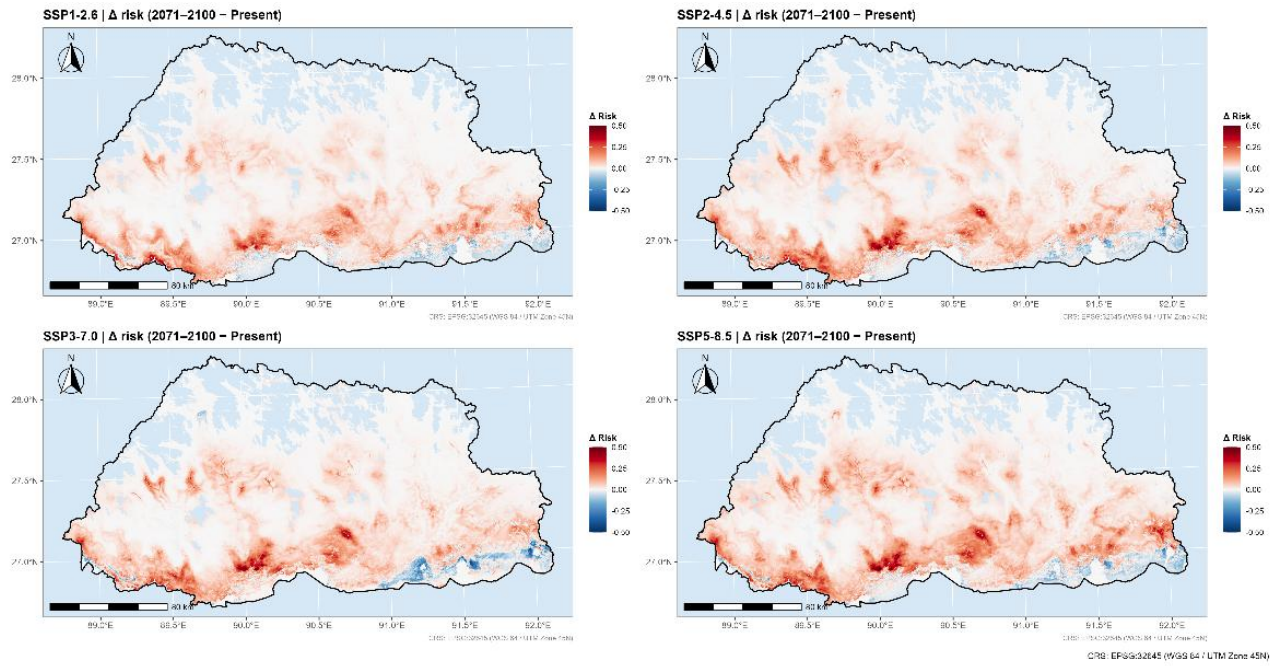 SSP1-2.6 | Δ risk (2071–2100 − Present)
N
28.0°N
27.5°N
27.0°N
80 km
89.0°E 89.5°E 90.0°E 90.5°E 91.0°E 91.5°E 92.0°E
Δ Risk
0.50
0.25
0.00
-0.25
-0.50
CRS: EPSG:32645 (WGS 84 / UTM Zone 45N)
SSP2-4.5 | Δ risk (2071–2100 − Present)
N
28.0°N
27.5°N
27.0°N
80 km
89.0°E 89.5°E 90.0°E 90.5°E 91.0°E 91.5°E 92.0°E
Δ Risk
0.50
0.25
0.00
-0.25
-0.50
CRS: EPSG:32645 (WGS 84 / UTM Zone 45N)
SSP3-7.0 | Δ risk (2071–2100 − Present)
N
28.0°N
27.5°N
27.0°N
80 km
89.0°E 89.5°E 90.0°E 90.5°E 91.0°E 91.5°E 92.0°E
Δ Risk
0.50
0.25
0.00
-0.25
-0.50
CRS: EPSG:32645 (WGS 84 / UTM Zone 45N)
SSP5-8.5 | Δ risk (2071–2100 − Present)
N
28.0°N
27.5°N
27.0°N
80 km
89.0°E 89.5°E 90.0°E 90.5°E 91.0°E 91.5°E 92.0°E
Δ Risk
0.50
0.25
0.00
-0.25
-0.50
CRS: EPSG:32645 (WGS 84 / UTM Zone 45N)
CRS: EPSG:32645 (WGS 84 / UTM Zone 45N)